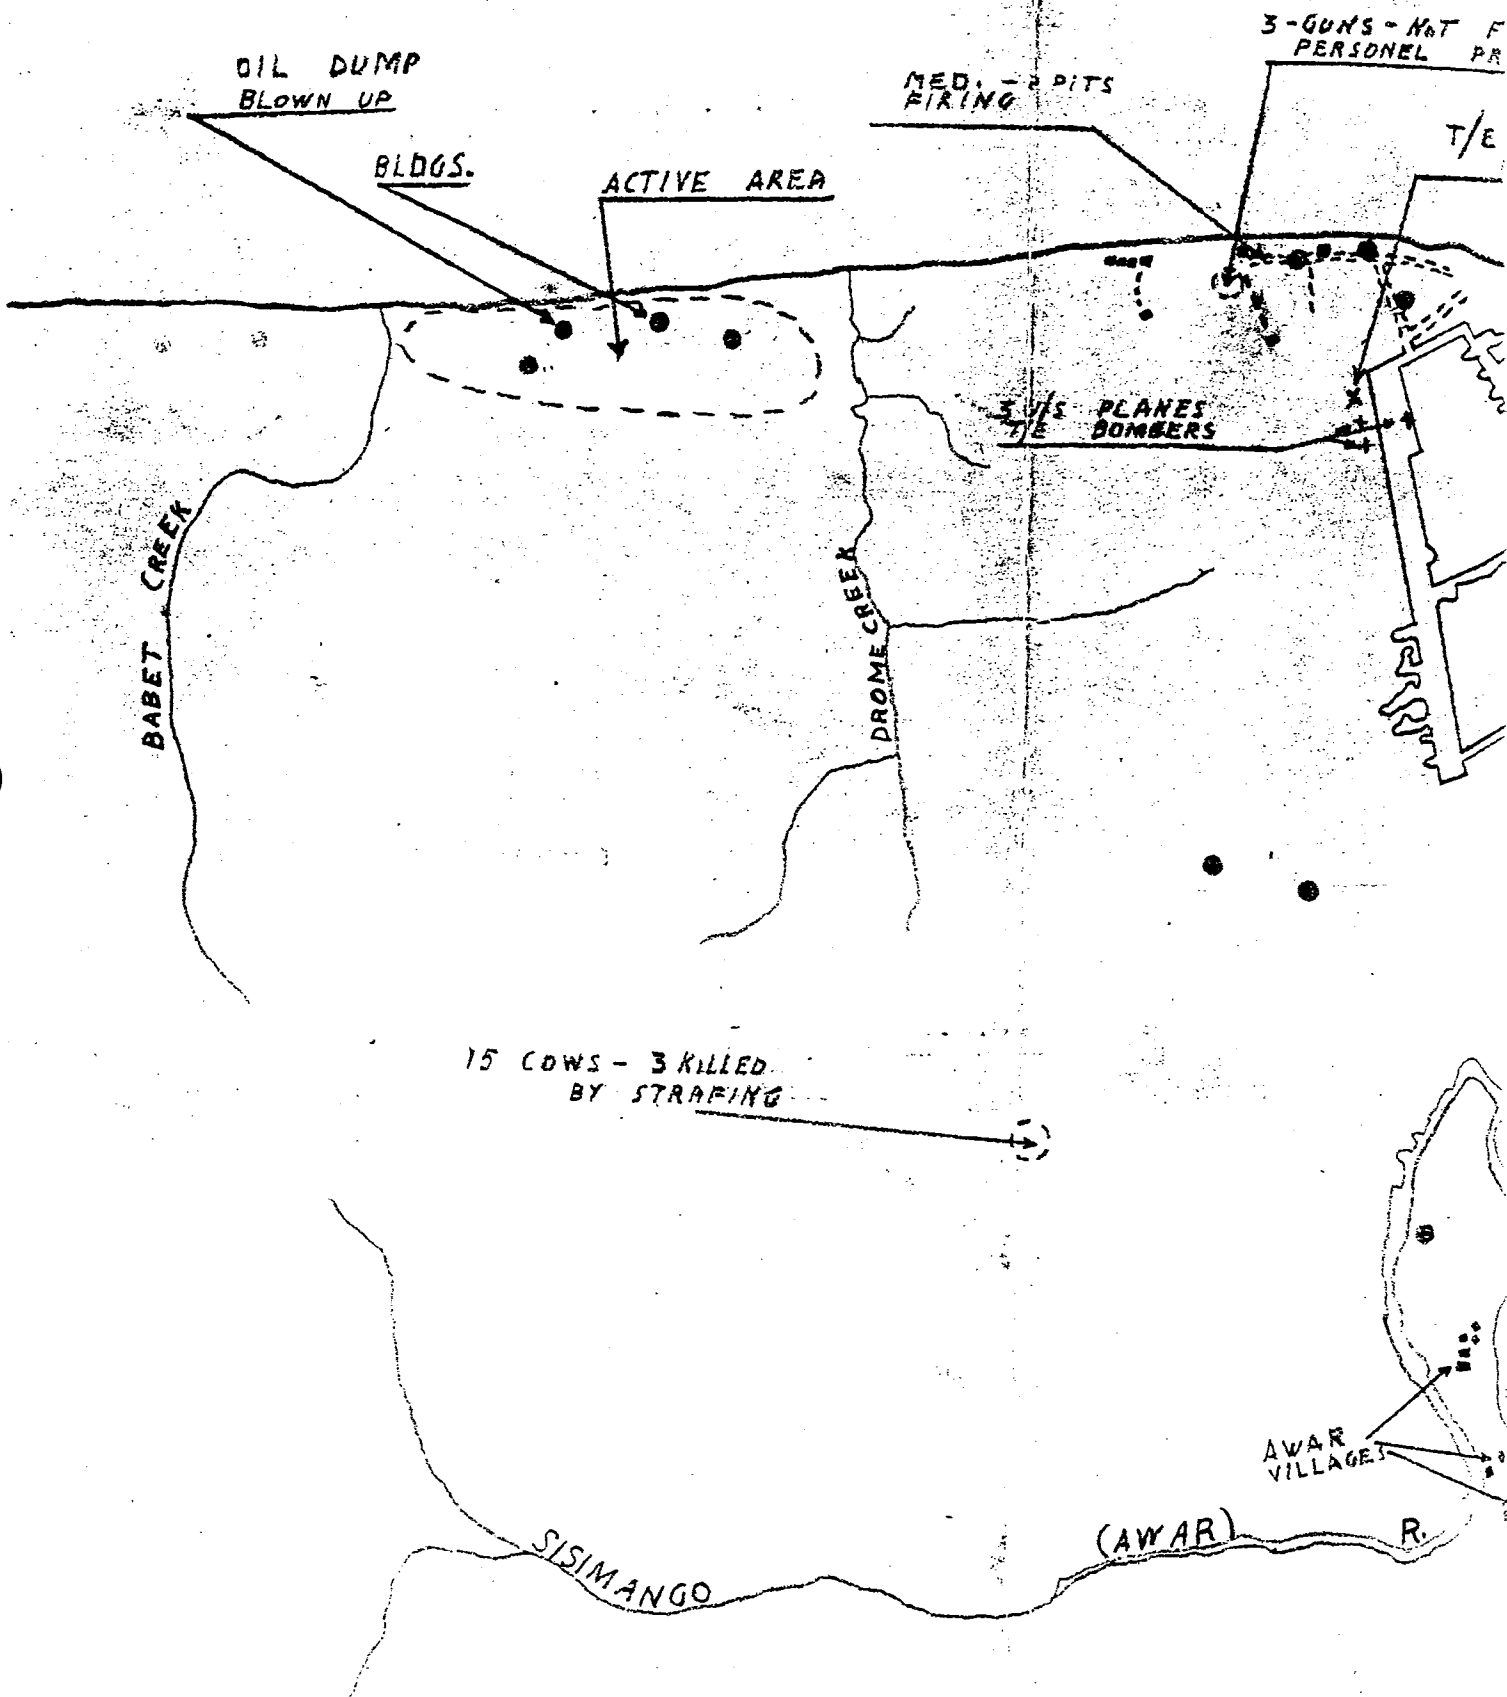 3-GUNS - NOT F
PERSONEL PR
OIL DUMP
BLOWN UP
MED. - 2 PITS
FIRING
T/E
BLDGS.
ACTIVE AREA
3 U/S PLANES
T/E BOMBERS
BABET CREEK
DROME CREEK
15 COWS - 3 KILLED
BY STRAFING
AWAR
VILLAGES
SISIMANGO (AWAR) R.